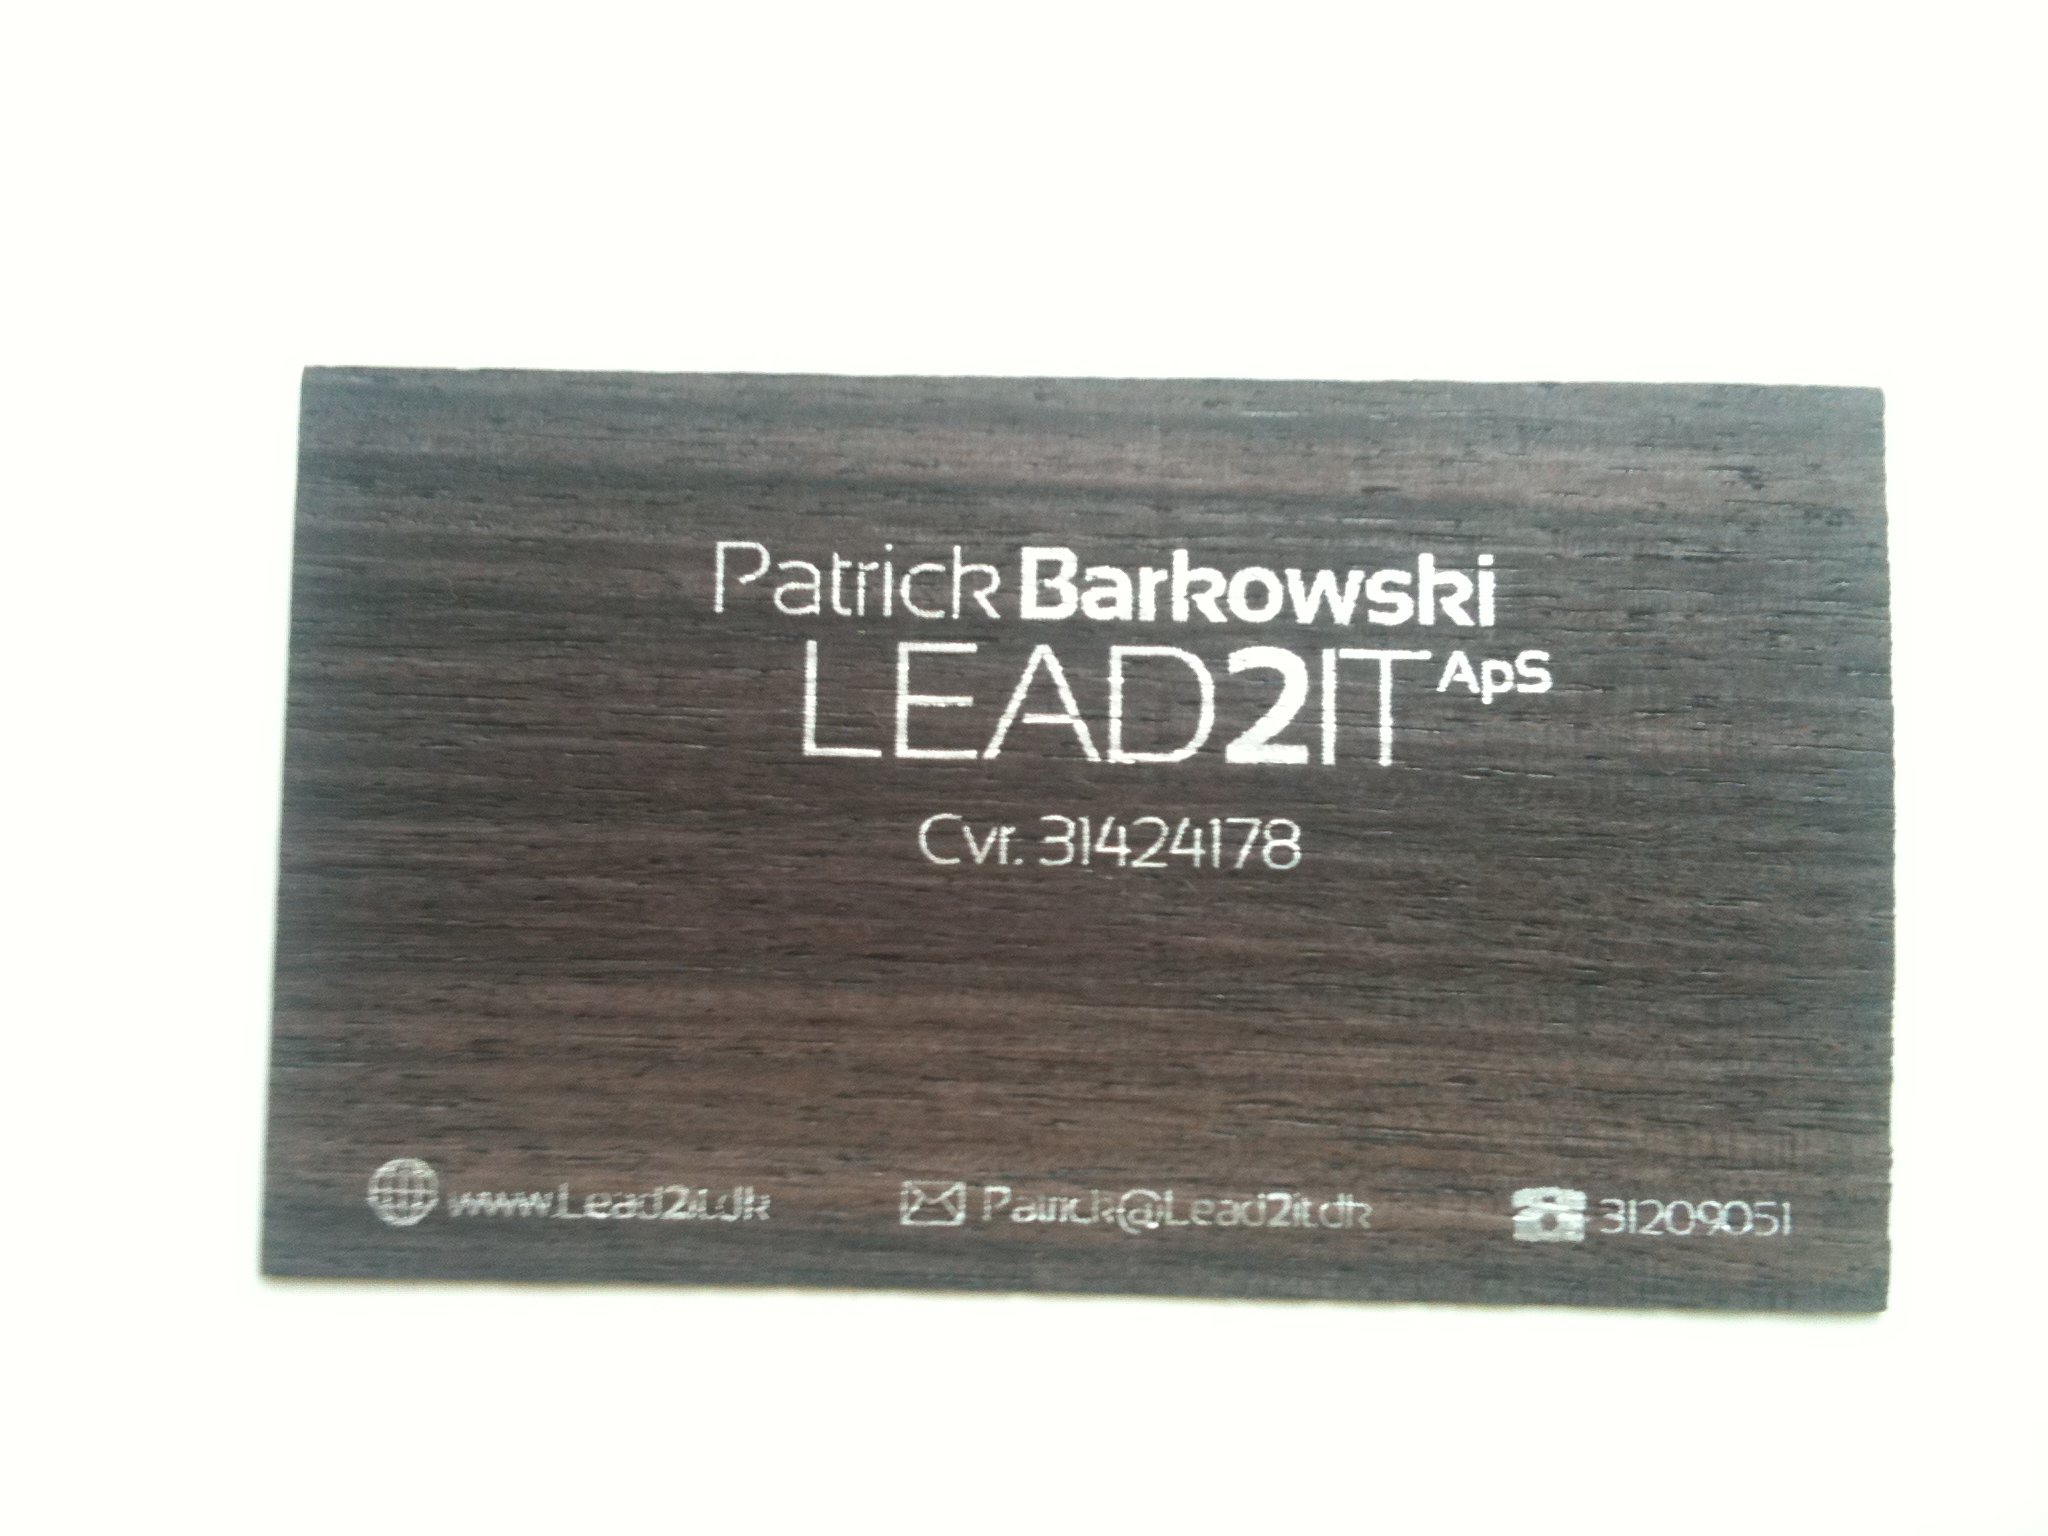 Patrick Barkowski
LEAD2IT ApS
Cvr. 31424178
www.Lead2it.dk Patrick@Lead2it.dk 31209051